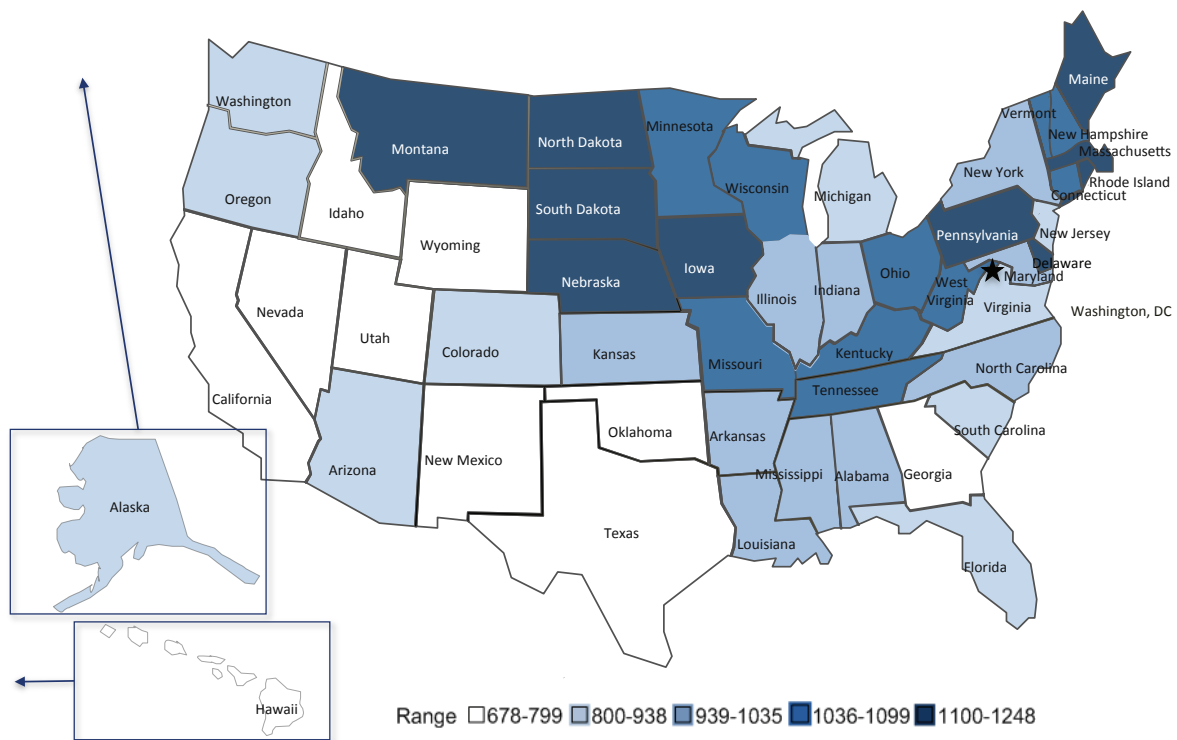 Maine
Washington
Vermont
Minnesota
New Hampshire
North Dakota
Montana
Massachusetts
New York
Rhode Island
Wisconsin
Michigan
Connecticut
Oregon
South Dakota
Idaho
New Jersey
Pennsylvania
Wyoming
Delaware
Iowa
Ohio
Maryland
Nebraska
West
Virginia
Indiana
Illinois
Virginia
Washington, DC
Nevada
Utah
Colorado
Kansas
Kentucky
Missouri
North Carolina
Tennessee
California
South Carolina
Oklahoma
Arkansas
New Mexico
Arizona
Mississippi
Alabama
Georgia
Alaska
Texas
Louisiana
Florida
Hawaii
Range 678-799 800-938 939-1035 1036-1099 1100-1248